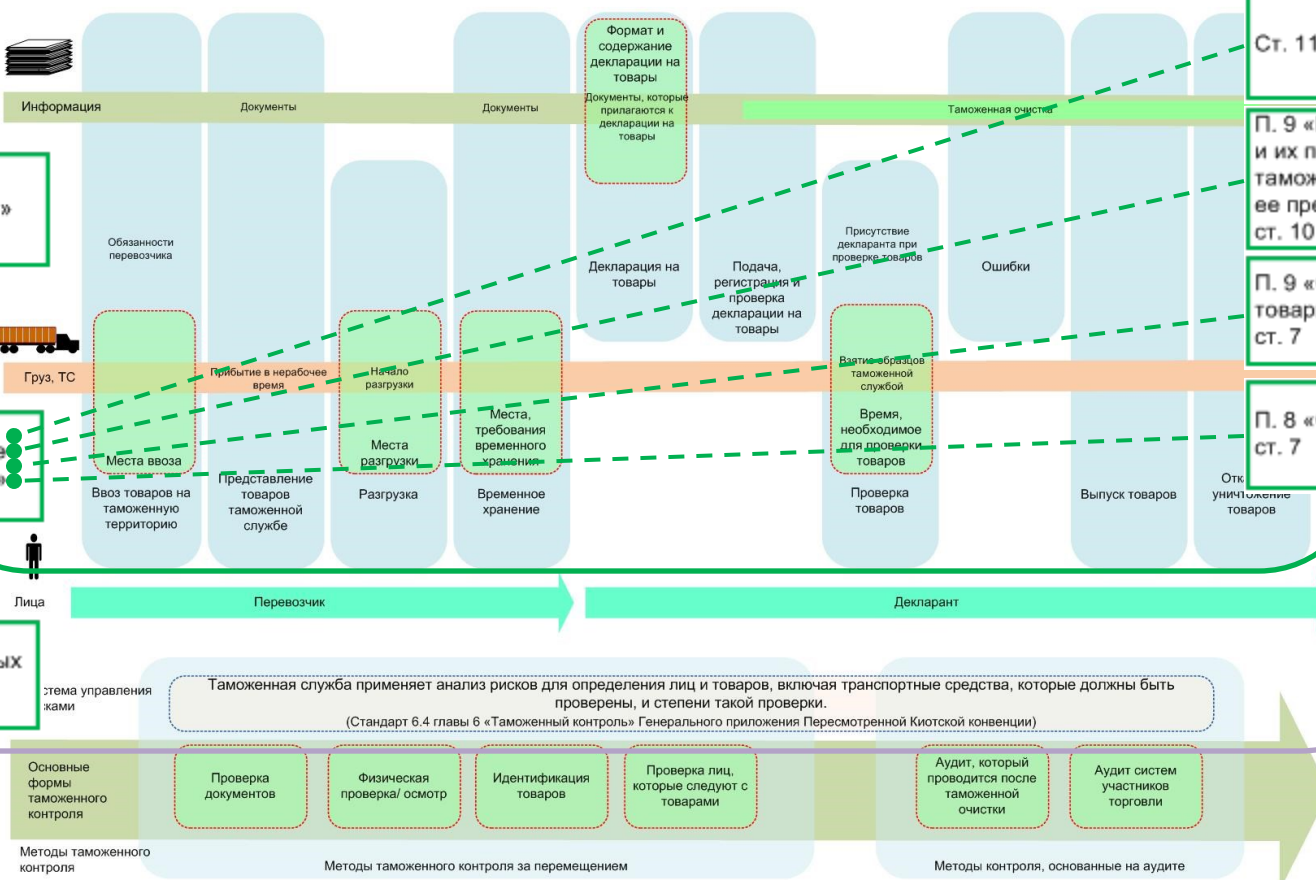 Формат и
содержание
декларации на
товары
Документы, которые
прилагаются к
декларации на
товары
Ст. 11
Информация
Документы
Документы
Таможенная очистка
П. 9 «
и их п
тамож
ее пре
ст. 10
»
Обязанности
перевозчика
Декларация на
товары
Подача,
регистрация и
проверка
декларации на
товары
Присутствие
декларанта при
проверке товаров
Ошибки
П. 9 «
товар
ст. 7
Груз, ТС
Прибытие в нерабочее
время
Начало
разгрузки
Взятие образцов
таможенной
службой
Места ввоза
Места
разгрузки
Места,
требования
временного
хранения
Время,
необходимое
для проверки
товаров
П. 8 «
ст. 7
Ввоз товаров на
таможенную
территорию
Представление
товаров
таможенной
службе
Разгрузка
Временное
хранение
Проверка
товаров
Выпуск товаров
Отк
уничтожение
товаров
Лица
Перевозчик
Декларант
ых
стема управления
ками
Таможенная служба применяет анализ рисков для определения лиц и товаров, включая транспортные средства, которые должны быть
проверены, и степени такой проверки.
(Стандарт 6.4 главы 6 «Таможенный контроль» Генерального приложения Пересмотренной Киотской конвенции)
Основные
формы
таможенного
контроля
Проверка
документов
Физическая
проверка/ осмотр
Идентификация
товаров
Проверка лиц,
которые следуют с
товарами
Аудит, который
проводится после
таможенной
очистки
Аудит систем
участников
торговли
Методы таможенного
контроля
Методы таможенного контроля за перемещением
Методы контроля, основанные на аудите